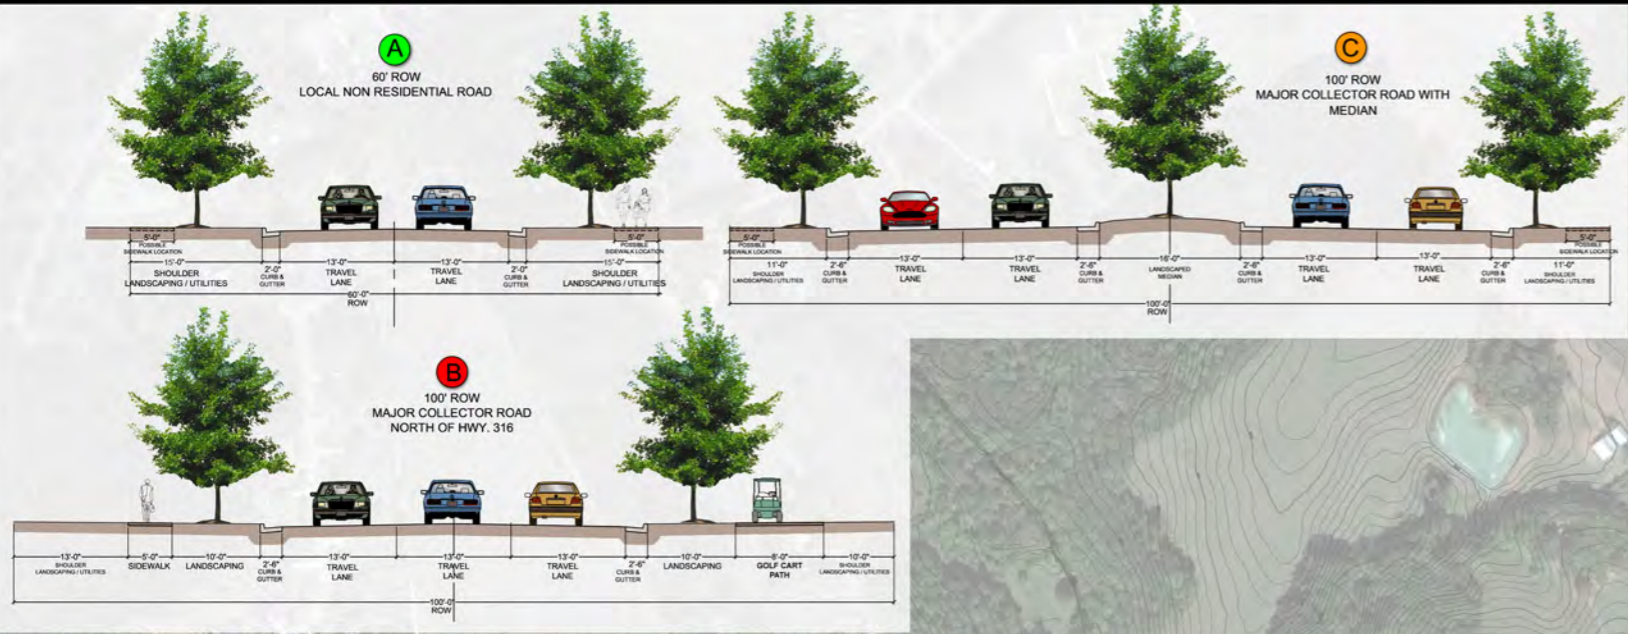 A
60' ROW
LOCAL NON RESIDENTIAL ROAD
5'-0"
POSSIBLE
SIDEWALK LOCATION
5'-0"
POSSIBLE
SIDEWALK LOCATION
15'-0"
SHOULDER
LANDSCAPING / UTILITIES
2'-0"
CURB &
GUTTER
13'-0"
TRAVEL
LANE
13'-0"
TRAVEL
LANE
2'-0"
CURB &
GUTTER
15'-0"
SHOULDER
LANDSCAPING / UTILITIES
60'-0"
ROW
C
100' ROW
MAJOR COLLECTOR ROAD WITH
MEDIAN
5'-0"
POSSIBLE
SIDEWALK LOCATION
5'-0"
POSSIBLE
SIDEWALK LOCATION
11'-0"
SHOULDER
LANDSCAPING / UTILITIES
2'-6"
CURB &
GUTTER
13'-0"
TRAVEL
LANE
13'-0"
TRAVEL
LANE
2'-6"
CURB &
GUTTER
16'-0"
LANDSCAPED
MEDIAN
2'-6"
CURB &
GUTTER
13'-0"
TRAVEL
LANE
13'-0"
TRAVEL
LANE
2'-6"
CURB &
GUTTER
11'-0"
SHOULDER
LANDSCAPING / UTILITIES
100'-0"
ROW
B
100' ROW
MAJOR COLLECTOR ROAD
NORTH OF HWY. 316
13'-0"
SHOULDER
LANDSCAPING / UTILITIES
5'-0"
SIDEWALK
10'-0"
LANDSCAPING
2'-6"
CURB &
GUTTER
13'-0"
TRAVEL
LANE
13'-0"
TRAVEL
LANE
13'-0"
TRAVEL
LANE
2'-6"
CURB &
GUTTER
10'-0"
LANDSCAPING
8'-0"
GOLF CART
PATH
10'-0"
SHOULDER
LANDSCAPING / UTILITIES
100'-0"
ROW